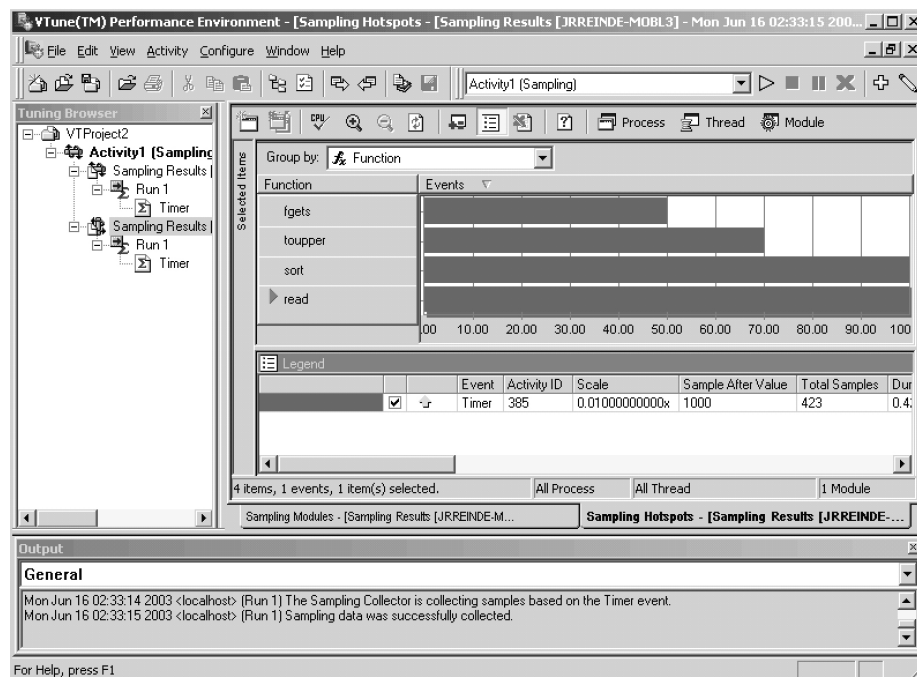 VTune(TM) Performance Environment - [Sampling Hotspots - [Sampling Results [JRREINDE-MOBL3] - Mon Jun 16 02:33:15 200...
File Edit View Activity Configure Window Help
Activity1 (Sampling)
Tuning Browser
VTProject2
Activity1 (Sampling
Sampling Results [
Run 1
Timer
Sampling Results [
Run 1
Timer
CPU
Process Thread Module
Selected Items
Group by: fx Function
Function Events
fgets
toupper
sort
read
.00 10.00 20.00 30.00 40.00 50.00 60.00 70.00 80.00 90.00 100
Legend
Event Activity ID Scale Sample After Value Total Samples Dur
Timer 385 0.01000000000x 1000 423 0.4
4 items, 1 events, 1 item(s) selected. All Process All Thread 1 Module
Sampling Modules - [Sampling Results [JRREINDE-M... Sampling Hotspots - [Sampling Results [JRREINDE-...
Output
General
Mon Jun 16 02:33:14 2003 <localhost> (Run 1) The Sampling Collector is collecting samples based on the Timer event.
Mon Jun 16 02:33:15 2003 <localhost> (Run 1) Sampling data was successfully collected.
For Help, press F1